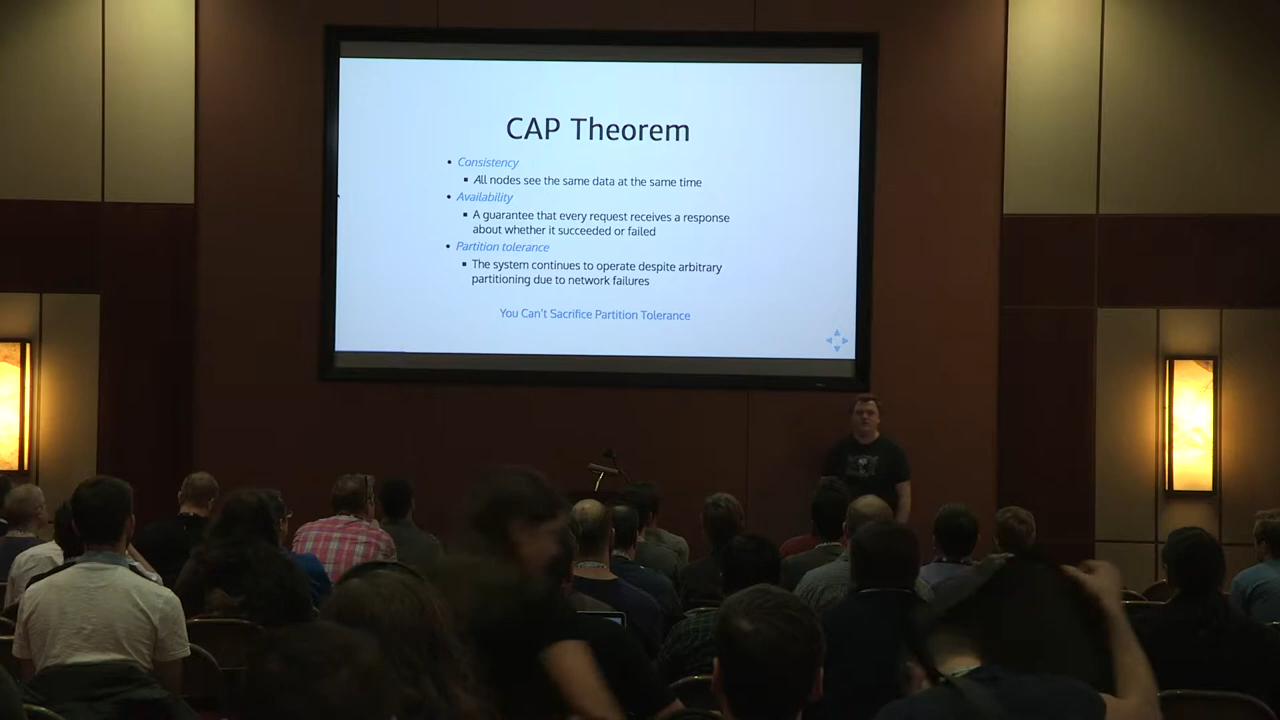 CAP Theorem
• Consistency
▪ All nodes see the same data at the same time
• Availability
▪ A guarantee that every request receives a response
about whether it succeeded or failed
• Partition tolerance
▪ The system continues to operate despite arbitrary
partitioning due to network failures
You Can't Sacrifice Partition Tolerance